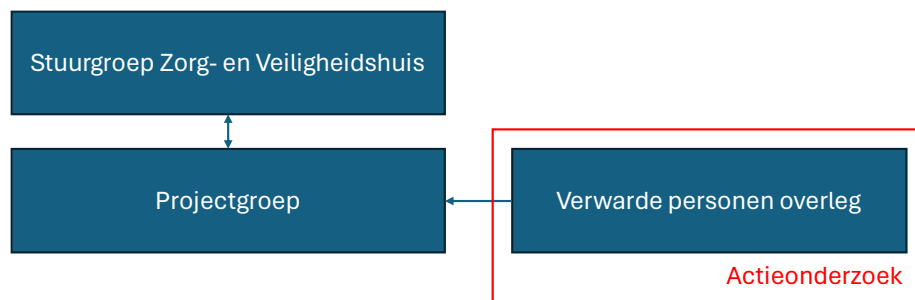 Stuurgroep Zorg- en Veiligheidshuis
Projectgroep
Verwarde personen overleg
Actieonderzoek